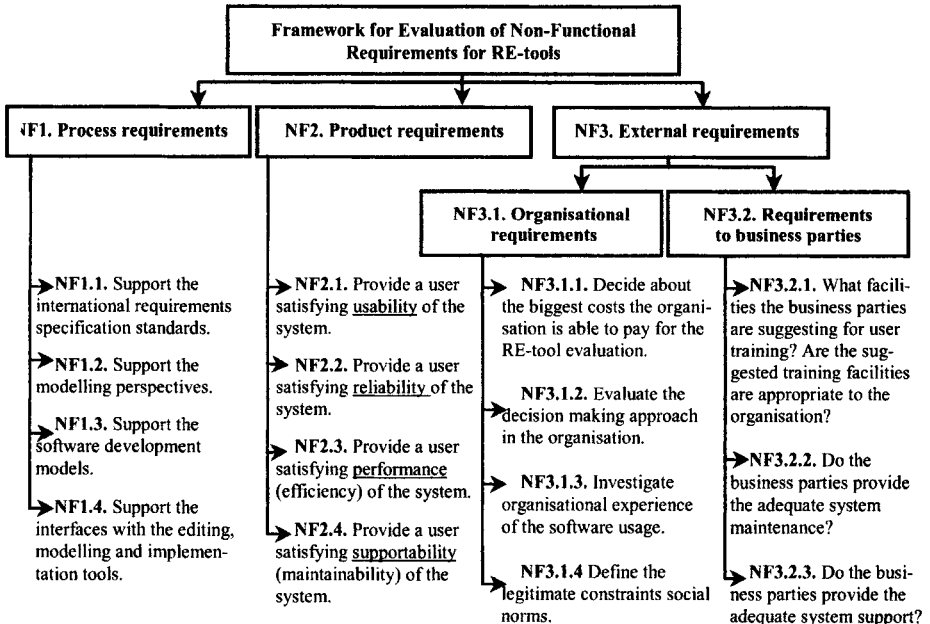 Framework for Evaluation of Non-Functional
Requirements for RE-tools
NF1. Process requirements
NF2. Product requirements
NF3. External requirements
NF3.1. Organisational
requirements
NF3.2. Requirements
to business parties
NF1.1. Support the
international requirements
specification standards.
NF1.2. Support the
modelling perspectives.
NF1.3. Support the
software development
models.
NF1.4. Support the
interfaces with the editing,
modelling and implemen-
tation tools.
NF2.1. Provide a user
satisfying usability of the
system.
NF2.2. Provide a user
satisfying reliability of the
system.
NF2.3. Provide a user
satisfying performance
(efficiency) of the system.
NF2.4. Provide a user
satisfying supportability
(maintainability) of the
system.
NF3.1.1. Decide about
the biggest costs the organi-
sation is able to pay for the
RE-tool evaluation.
NF3.1.2. Evaluate the
decision making approach
in the organisation.
NF3.1.3. Investigate
organisational experience
of the software usage.
NF3.1.4 Define the
legitimate constraints social
norms.
NF3.2.1. What facili-
ties the business parties
are suggesting for user
training? Are the sug-
gested training facilities
are appropriate to the
organisation?
NF3.2.2. Do the
business parties provide
the adequate system
maintenance?
NF3.2.3. Do the busi-
ness parties provide the
adequate system support?